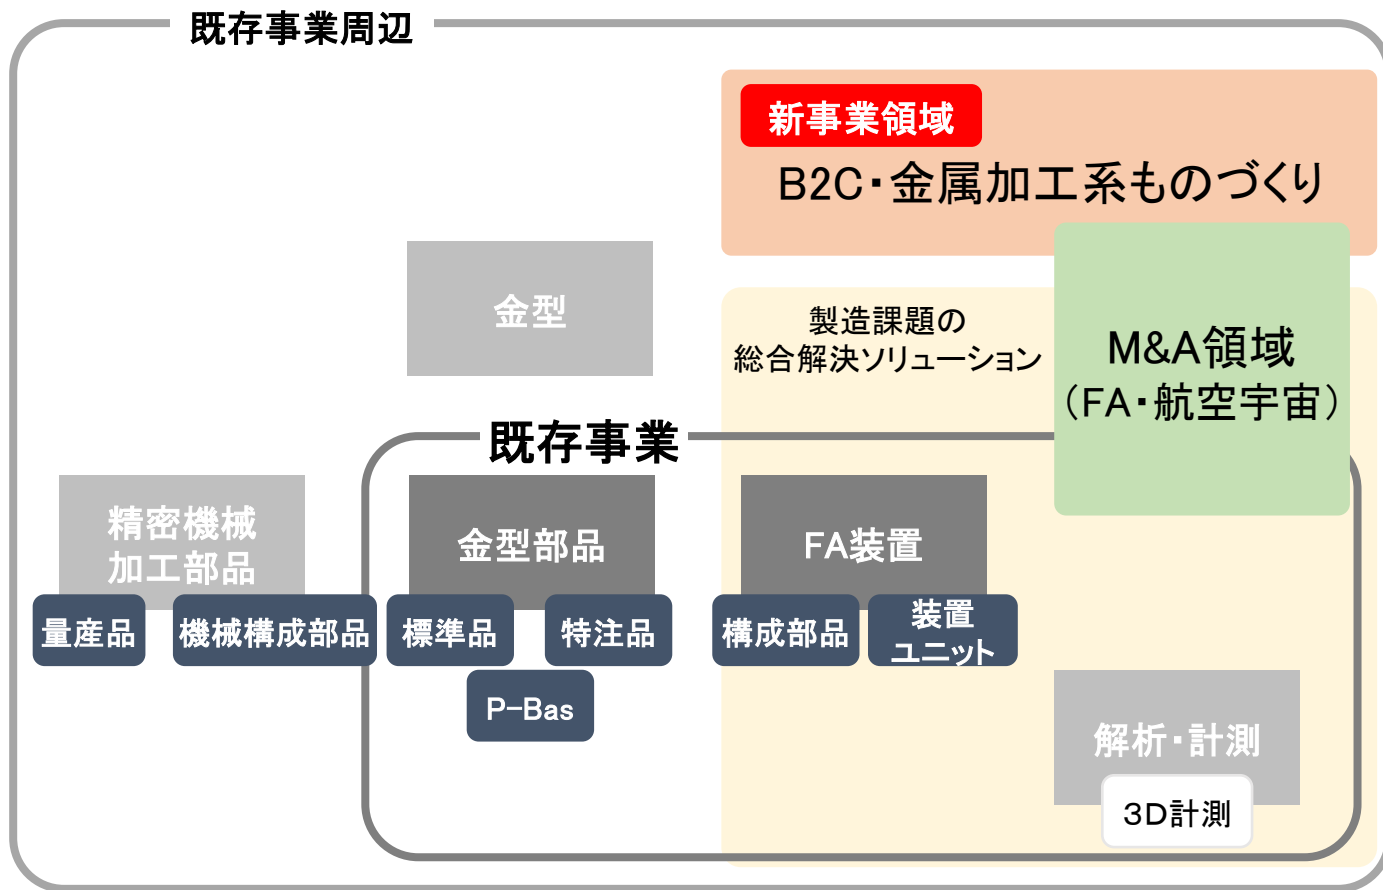 既存事業周辺
新事業領域
B2C・金属加工系ものづくり
金型
製造課題の
総合解決ソリューション
M&A領域
（FA・航空宇宙）
既存事業
精密機械
加工部品
金型部品
FA装置
量産品
機械構成部品
標準品
特注品
構成部品
装置
ユニット
P-Bas
解析・計測
3D計測